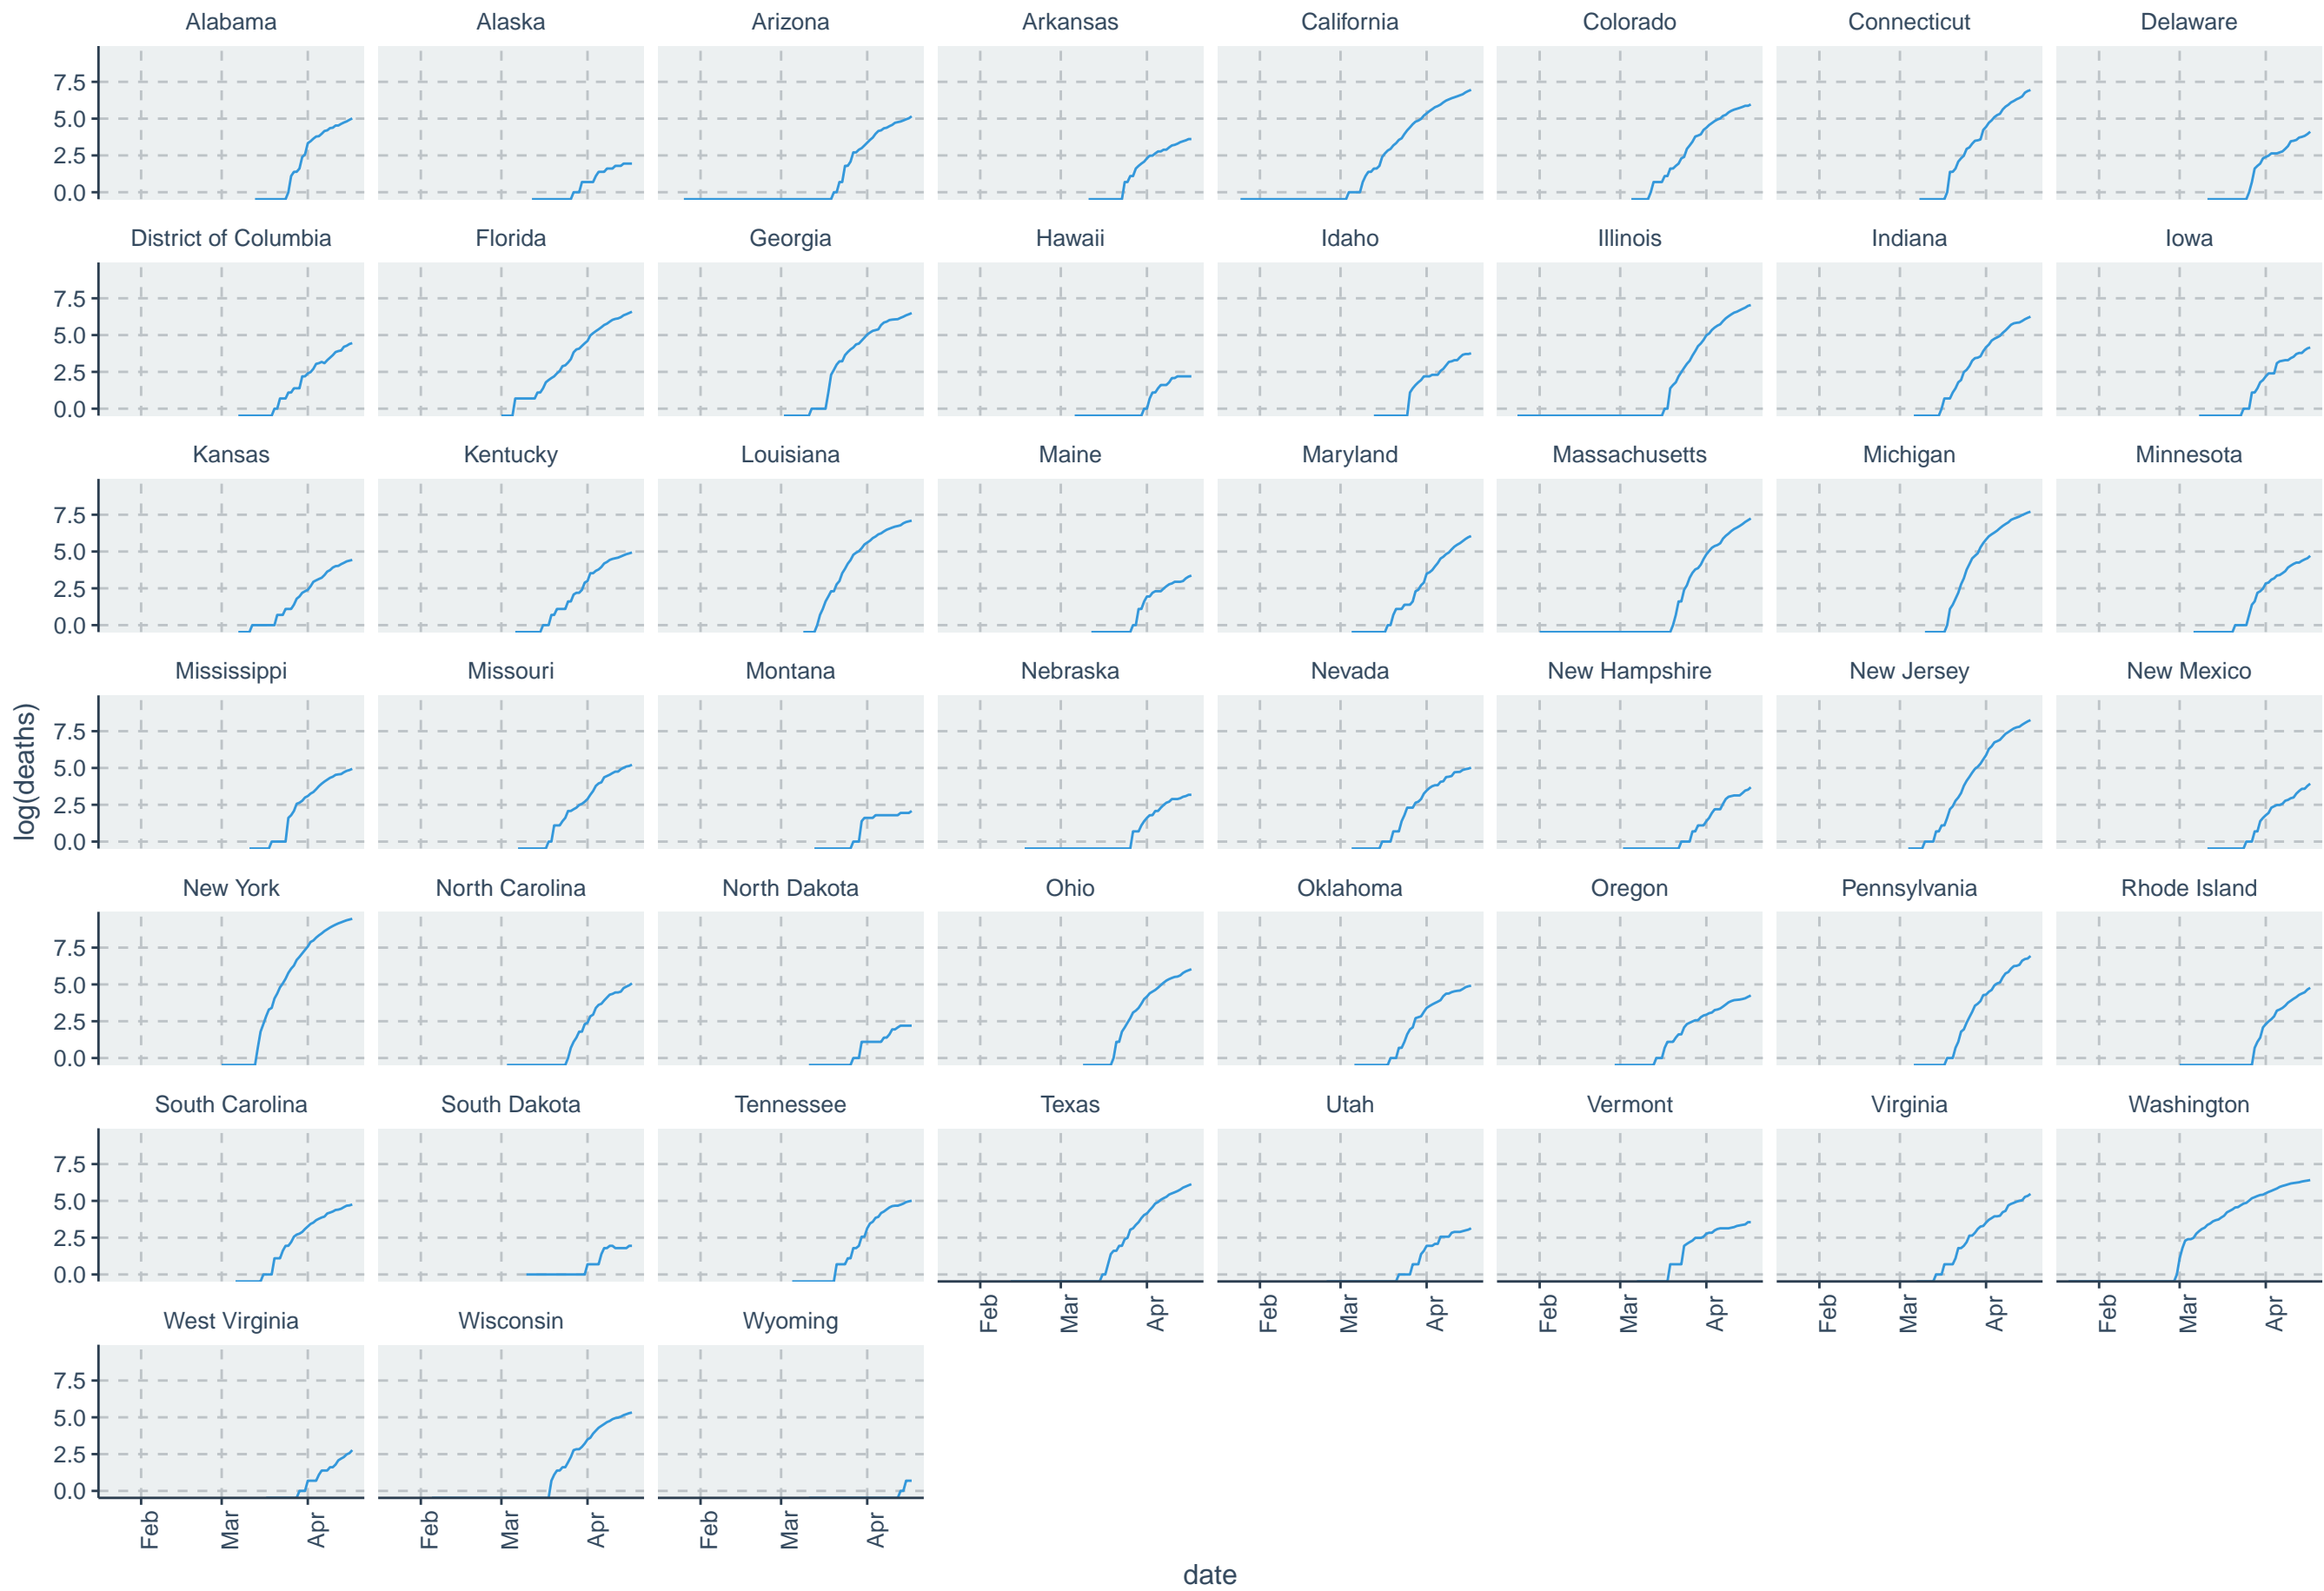 Alabama Alaska Arizona Arkansas California Colorado Connecticut Delaware
7.5
5.0
2.5
0.0
District of Columbia Florida Georgia Hawaii Idaho Illinois Indiana Iowa
7.5
5.0
2.5
0.0
Kansas Kentucky Louisiana Maine Maryland Massachusetts Michigan Minnesota
7.5
5.0
2.5
0.0
Mississippi Missouri Montana Nebraska Nevada New Hampshire New Jersey New Mexico
7.5
5.0
2.5
0.0
log(deaths)
New York North Carolina North Dakota Ohio Oklahoma Oregon Pennsylvania Rhode Island
7.5
5.0
2.5
0.0
South Carolina South Dakota Tennessee Texas Utah Vermont Virginia Washington
7.5
5.0
2.5
0.0
Feb Mar Apr Feb Mar Apr Feb Mar Apr Feb Mar Apr Feb Mar Apr
West Virginia Wisconsin Wyoming
7.5
5.0
2.5
0.0
Feb Mar Apr Feb Mar Apr Feb Mar Apr
date